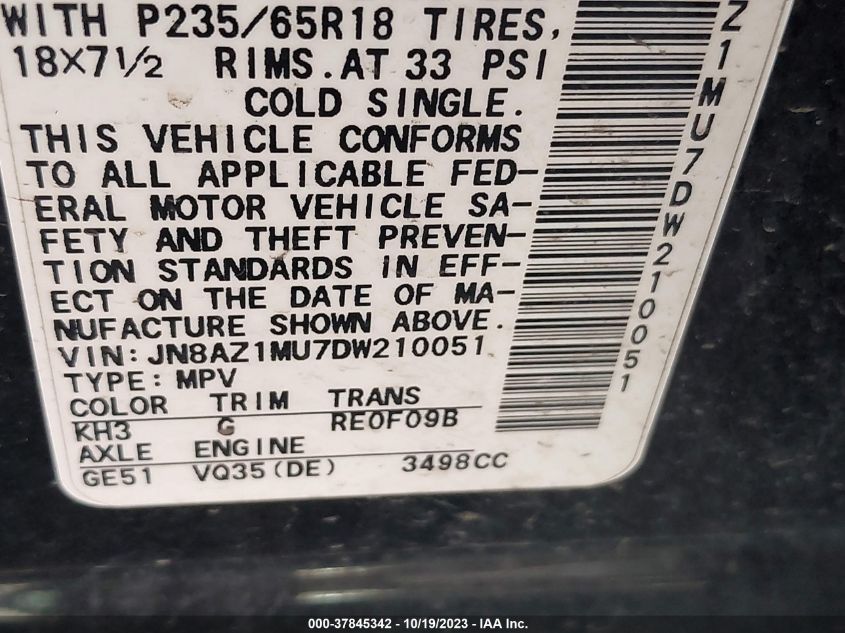 WITH P235/65R18 TIRES,
18X7½ RIMS.AT 33 PSI
COLD SINGLE.
THIS VEHICLE CONFORMS
TO ALL APPLICABLE FED-
ERAL MOTOR VEHICLE SA-
FETY AND THEFT PREVEN-
TION STANDARDS IN EFF-
ECT ON THE DATE OF MA-
NUFACTURE SHOWN ABOVE.
VIN: JN8AZ1MU7DW210051
TYPE: MPV
COLOR TRIM TRANS
KH3 G RE0F09B
AXLE ENGINE
GE51 VQ35(DE) 3498CC
Z1MU7DW210051
000-37845342 - 10/19/2023 - IAA Inc.